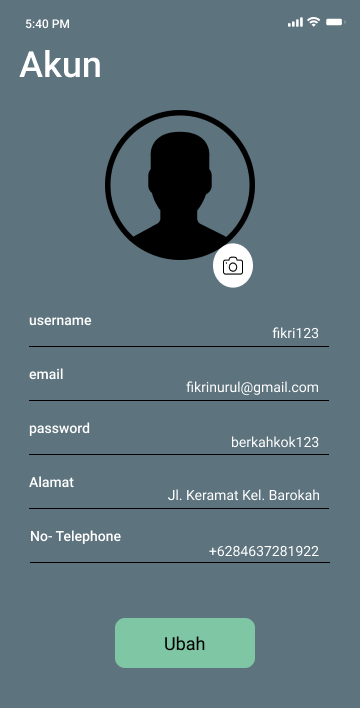 5:40 PM
Akun
username
fikri123
email
fikrinurul@gmail.com
password
berkahkok123
Alamat
Jl. Keramat Kel. Barokah
No- Telephone
+6284637281922
Ubah